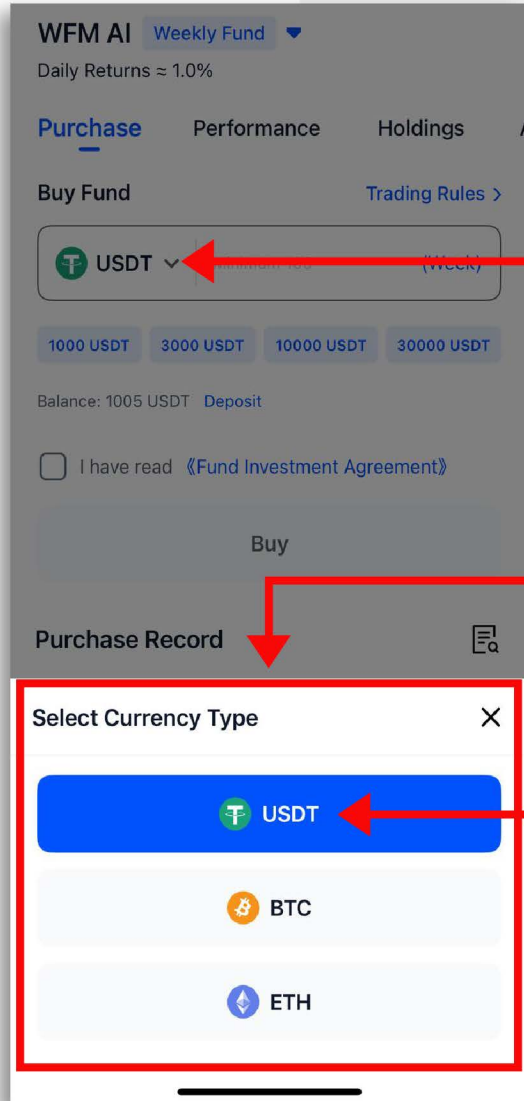 WFM AI Weekly Fund
Daily Returns ≈ 1.0%
Purchase Performance Holdings
Buy Fund Trading Rules >
USDT (Week)
1000 USDT 3000 USDT 10000 USDT 30000 USDT
Balance: 1005 USDT Deposit
I have read 《Fund Investment Agreement》
Buy
Purchase Record
Select Currency Type
USDT
BTC
ETH